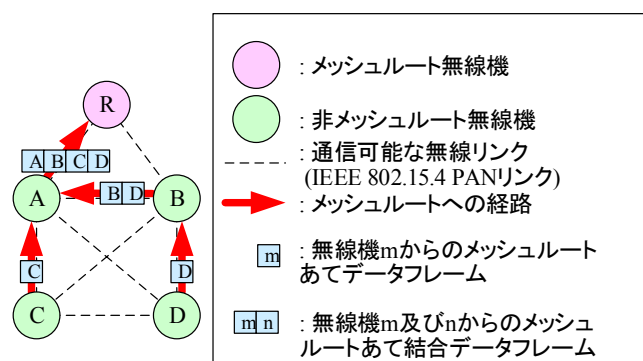 R
A B C D
A
B D
B
C
D
C
D
: メッシュルート無線機
: 非メッシュルート無線機
: 通信可能な無線リンク
(IEEE 802.15.4 PANリンク)
: メッシュルートへの経路
m
: 無線機mからのメッシュルート
あてデータフレーム
m n
: 無線機m及びnからのメッシュ
ルートあて結合データフレーム